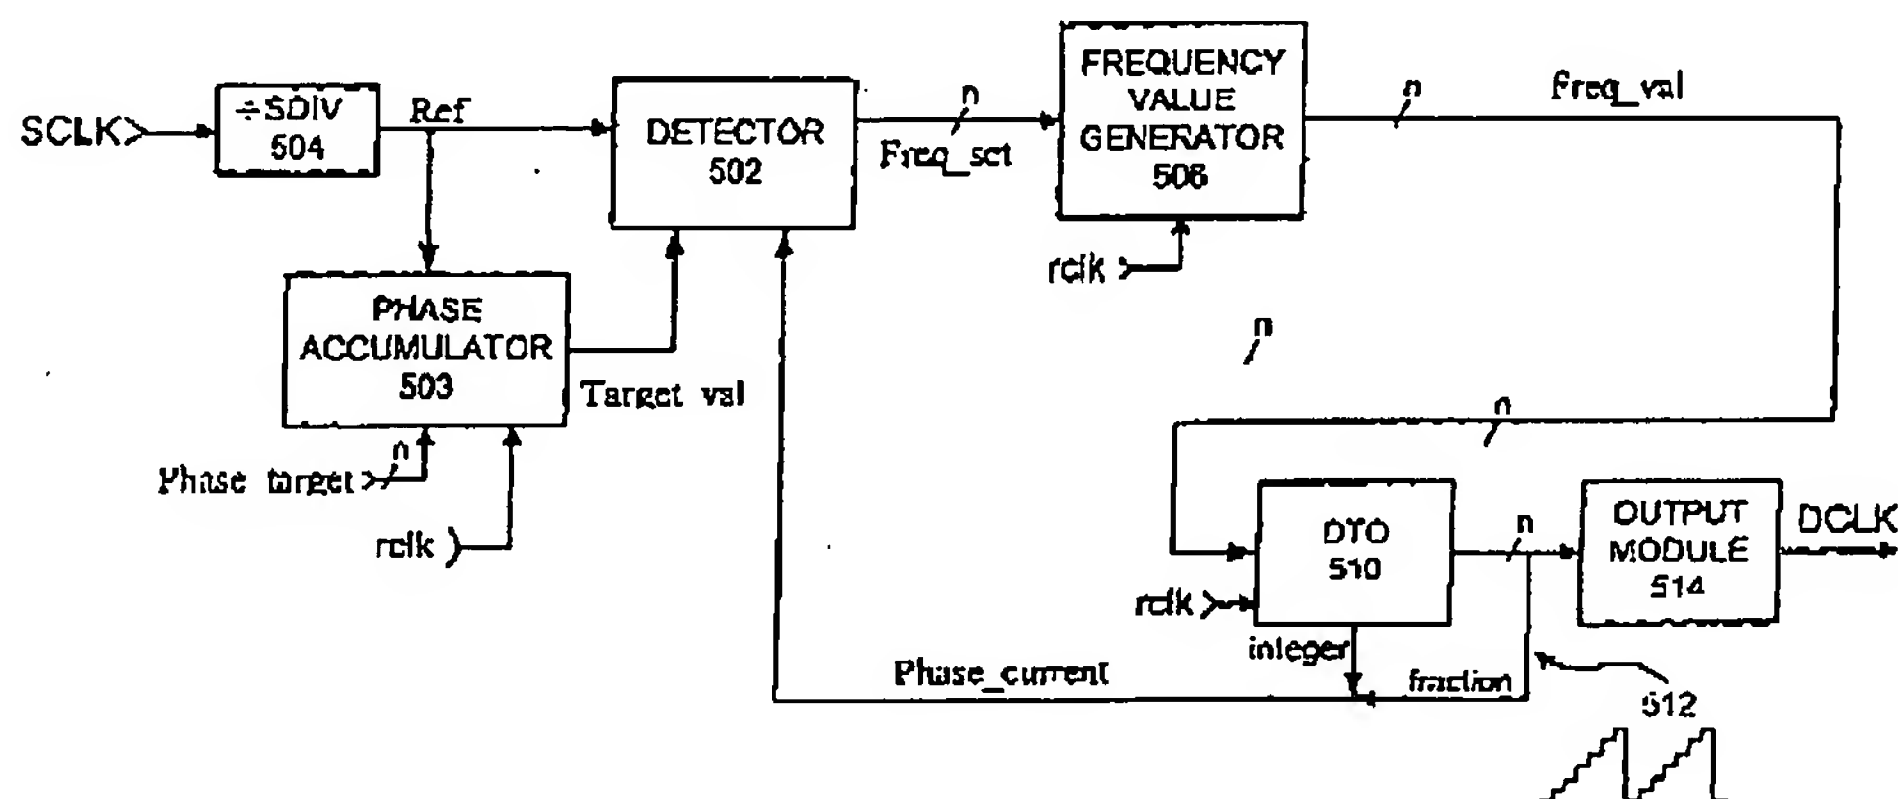 SCLK
÷SDIV
504
Ref
DETECTOR
502
n
Freq_set
FREQUENCY
VALUE
GENERATOR
506
n
Freq_val
rclk
PHASE
ACCUMULATOR
503
Target val
n
Phase target
rclk
n
n
DTO
510
rclk
n
OUTPUT
MODULE
514
DCLK
integer
fraction
Phase_current
512